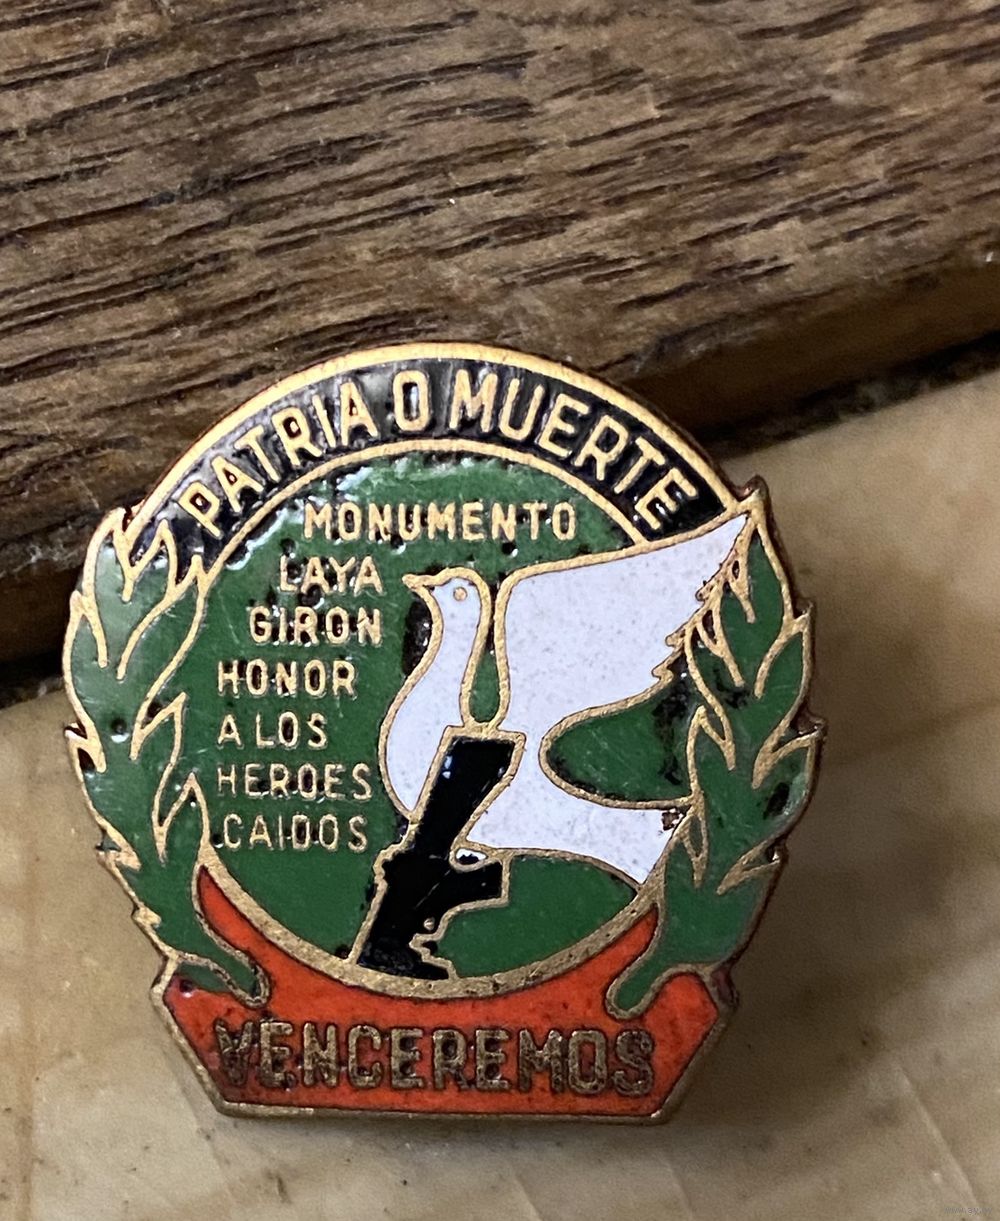 PATRIA O MUERTE
MONUMENTO
LAYA
GIRON
HONOR
A LOS
HEROES
CAIDOS
VENCEREMOS